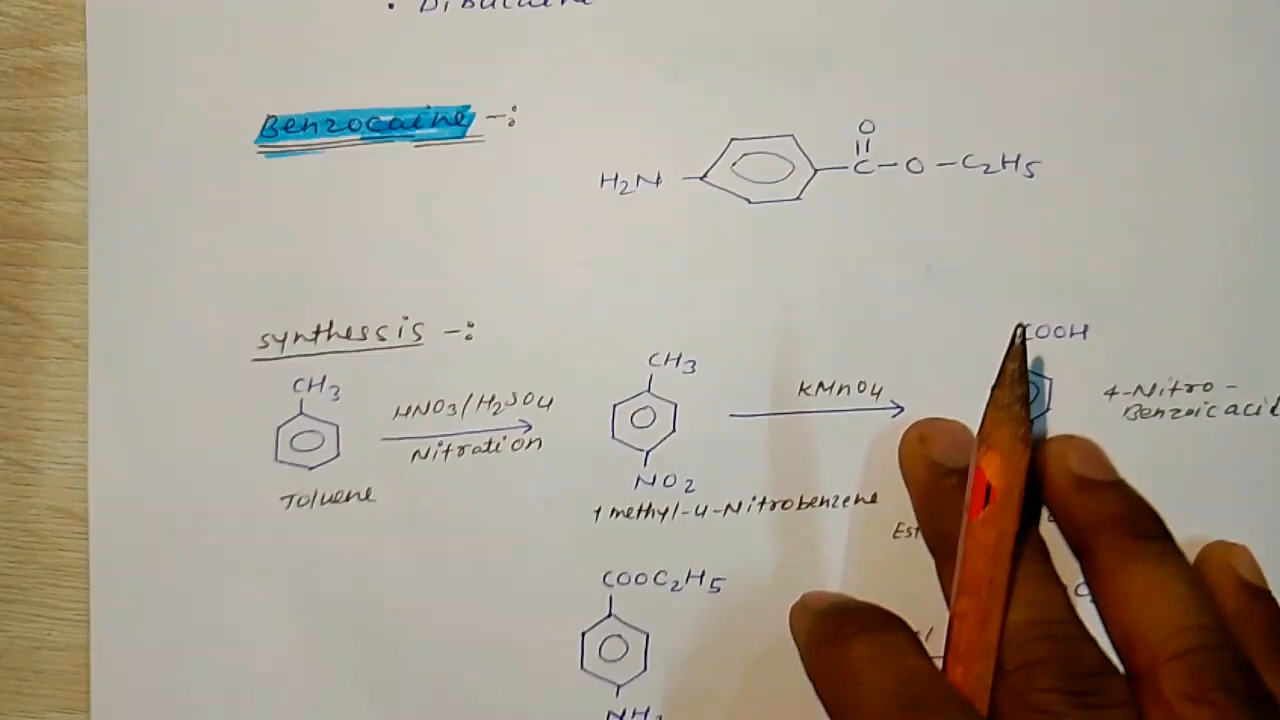 Benzocaine -:
O
H2N C-O-C2H5
synthessis -:
CH3
HNO3/H2SO4
Nitration
Toluene
CH3
NO2
1 methyl-4-Nitrobenzene
KMnO4
COOH
4-Nitro-
Benzoic acid
COOC2H5